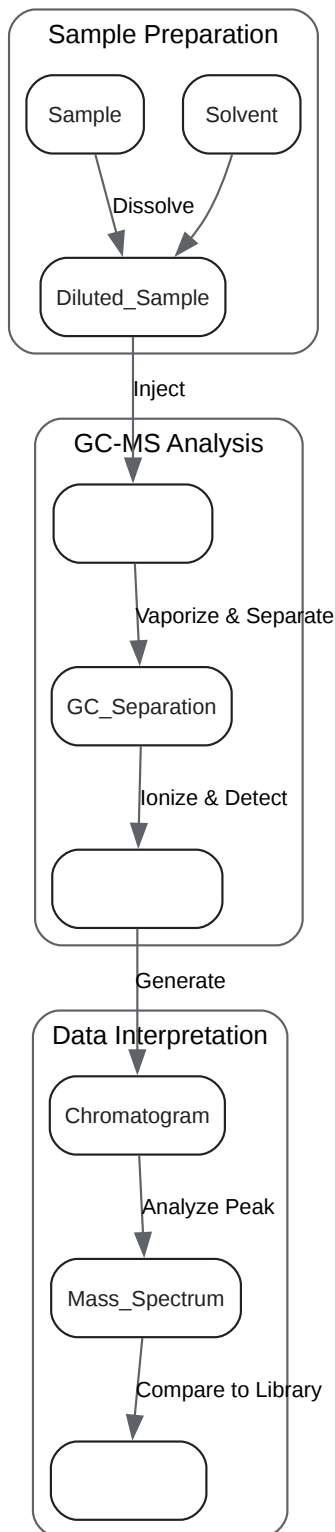 Sample Preparation
Sample
Solvent
Dissolve
Diluted_Sample
Inject
GC-MS Analysis
Vaporize & Separate
GC_Separation
Ionize & Detect
Generate
Data Interpretation
Chromatogram
Analyze Peak
Mass_Spectrum
Compare to Library